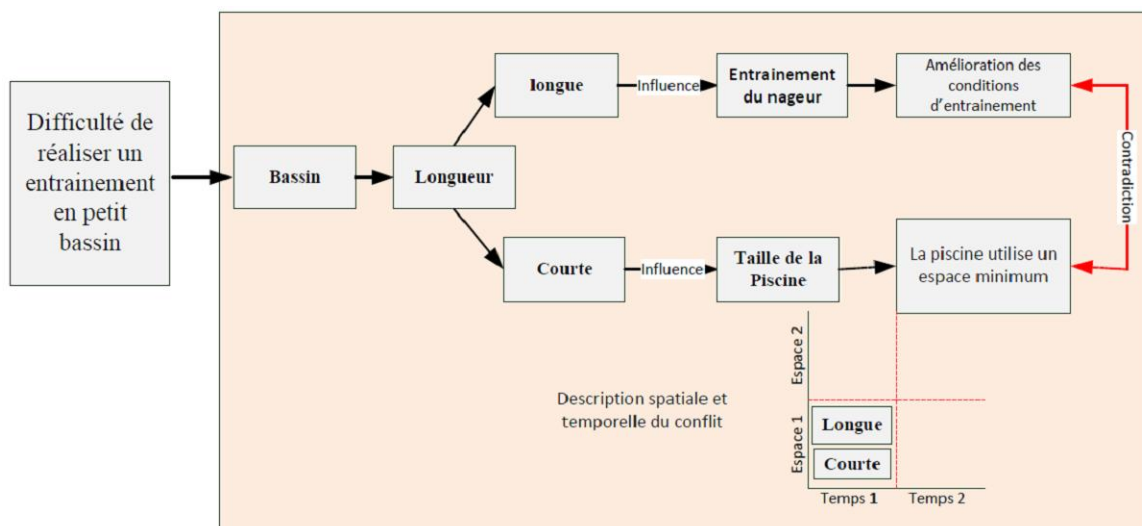 Difficulté de
réaliser un
entrainement
en petit
bassin
Bassin
Longueur
longue
Influence
Entrainement
du nageur
Amélioration des
conditions
d'entrainement
Contradiction
Courte
Influence
Taille de la
Piscine
La piscine utilise un
espace minimum
Description spatiale et
temporelle du conflit
Espace 2
Espace 1
Longue
Courte
Temps 1
Temps 2